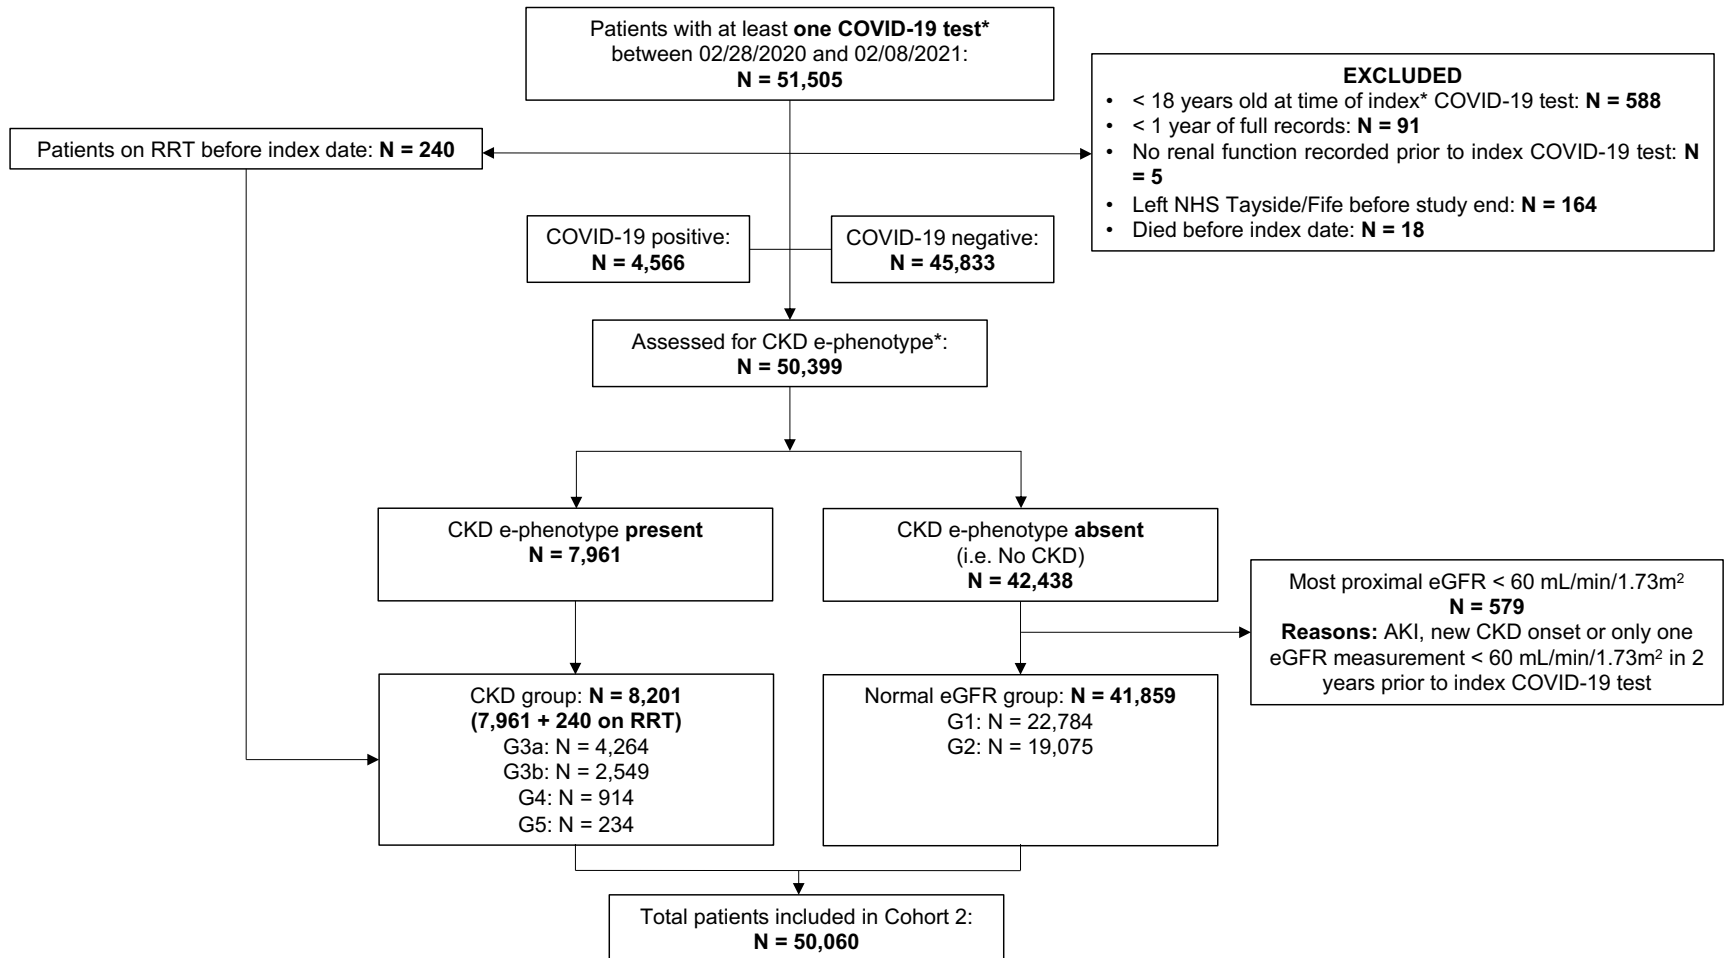 Patients with at least one COVID-19 test*
between 02/28/2020 and 02/08/2021:
N = 51,505
EXCLUDED
• < 18 years old at time of index* COVID-19 test: N = 588
• < 1 year of full records: N = 91
• No renal function recorded prior to index COVID-19 test: N
= 5
• Left NHS Tayside/Fife before study end: N = 164
• Died before index date: N = 18
Patients on RRT before index date: N = 240
COVID-19 positive:
N = 4,566
COVID-19 negative:
N = 45,833
Assessed for CKD e-phenotype*:
N = 50,399
CKD e-phenotype present
N = 7,961
CKD e-phenotype absent
(i.e. No CKD)
N = 42,438
Most proximal eGFR < 60 mL/min/1.73m²
N = 579
Reasons: AKI, new CKD onset or only one
eGFR measurement < 60 mL/min/1.73m² in 2
years prior to index COVID-19 test
CKD group: N = 8,201
(7,961 + 240 on RRT)
G3a: N = 4,264
G3b: N = 2,549
G4: N = 914
G5: N = 234
Normal eGFR group: N = 41,859
G1: N = 22,784
G2: N = 19,075
Total patients included in Cohort 2:
N = 50,060